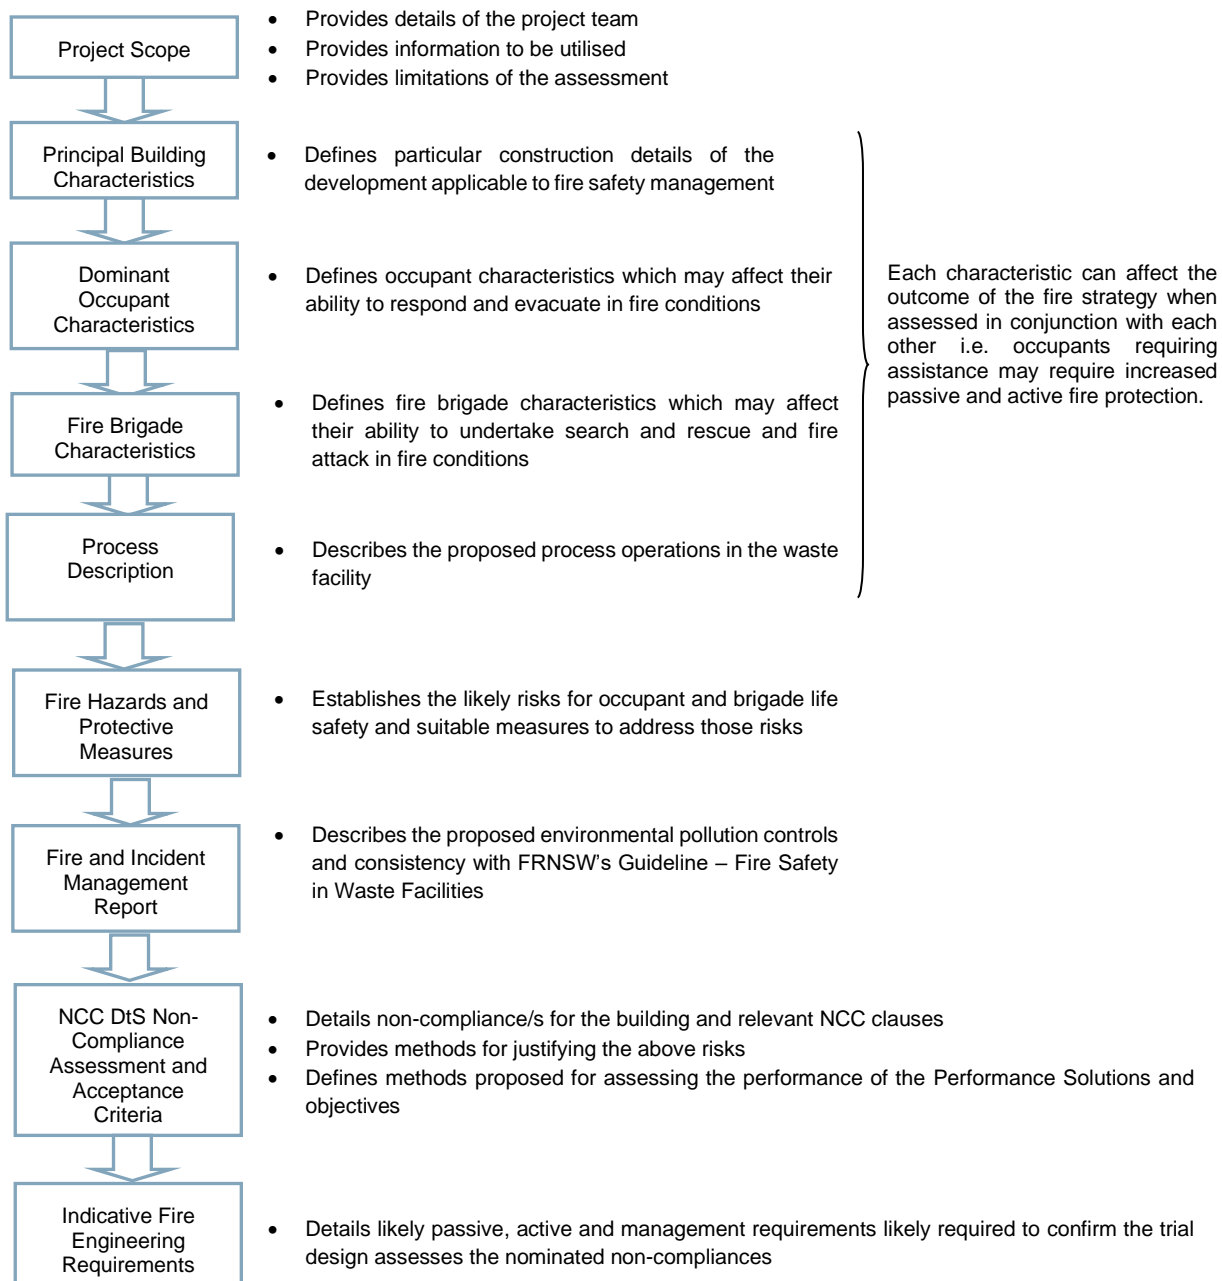 Project Scope
• Provides details of the project team
• Provides information to be utilised
• Provides limitations of the assessment
Principal Building
Characteristics
• Defines particular construction details of the
development applicable to fire safety management
Dominant
Occupant
Characteristics
• Defines occupant characteristics which may affect their
ability to respond and evacuate in fire conditions
Fire Brigade
Characteristics
• Defines fire brigade characteristics which may affect
their ability to undertake search and rescue and fire
attack in fire conditions
Process
Description
• Describes the proposed process operations in the waste
facility
Each characteristic can affect the
outcome of the fire strategy when
assessed in conjunction with each
other i.e. occupants requiring
assistance may require increased
passive and active fire protection.
Fire Hazards and
Protective
Measures
• Establishes the likely risks for occupant and brigade life
safety and suitable measures to address those risks
Fire and Incident
Management
Report
• Describes the proposed environmental pollution controls
and consistency with FRNSW's Guideline – Fire Safety
in Waste Facilities
NCC DtS Non-
Compliance
Assessment and
Acceptance
Criteria
• Details non-compliance/s for the building and relevant NCC clauses
• Provides methods for justifying the above risks
• Defines methods proposed for assessing the performance of the Performance Solutions and
objectives
Indicative Fire
Engineering
Requirements
• Details likely passive, active and management requirements likely required to confirm the trial
design assesses the nominated non-compliances